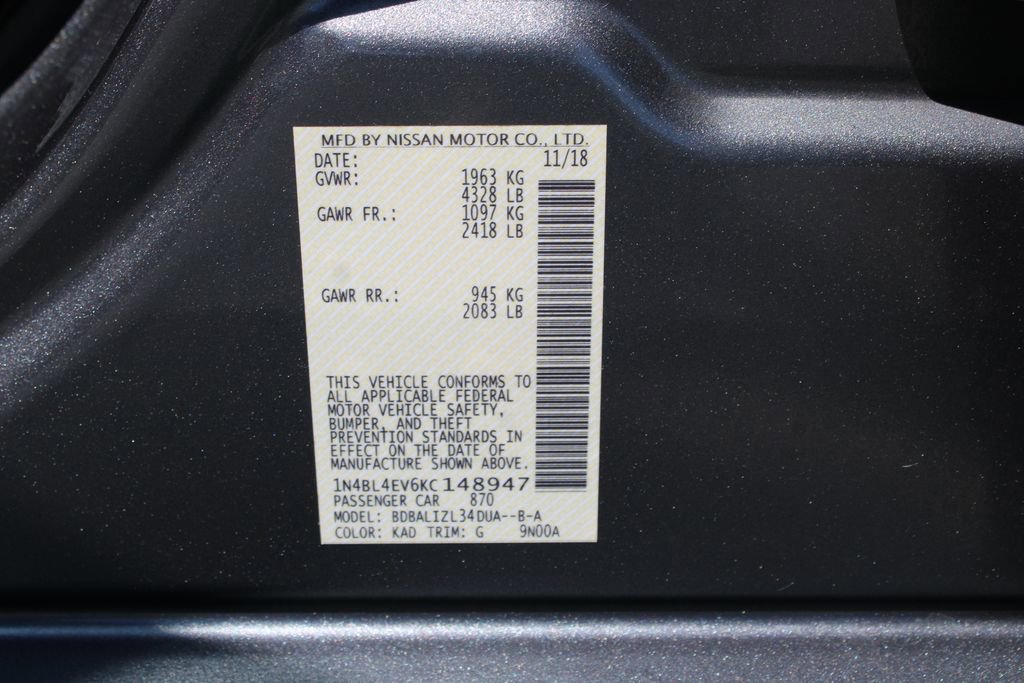 MFD BY NISSAN MOTOR CO., LTD.
DATE: 11/18
GVWR: 1963 KG
4328 LB
GAWR FR.: 1097 KG
2418 LB
GAWR RR.: 945 KG
2083 LB
THIS VEHICLE CONFORMS TO
ALL APPLICABLE FEDERAL
MOTOR VEHICLE SAFETY,
BUMPER, AND THEFT
PREVENTION STANDARDS IN
EFFECT ON THE DATE OF
MANUFACTURE SHOWN ABOVE.
1N4BL4EV6KC148947
PASSENGER CAR 870
MODEL: BDBALIZL34DUA--B-A
COLOR: KAD TRIM: G 9N00A